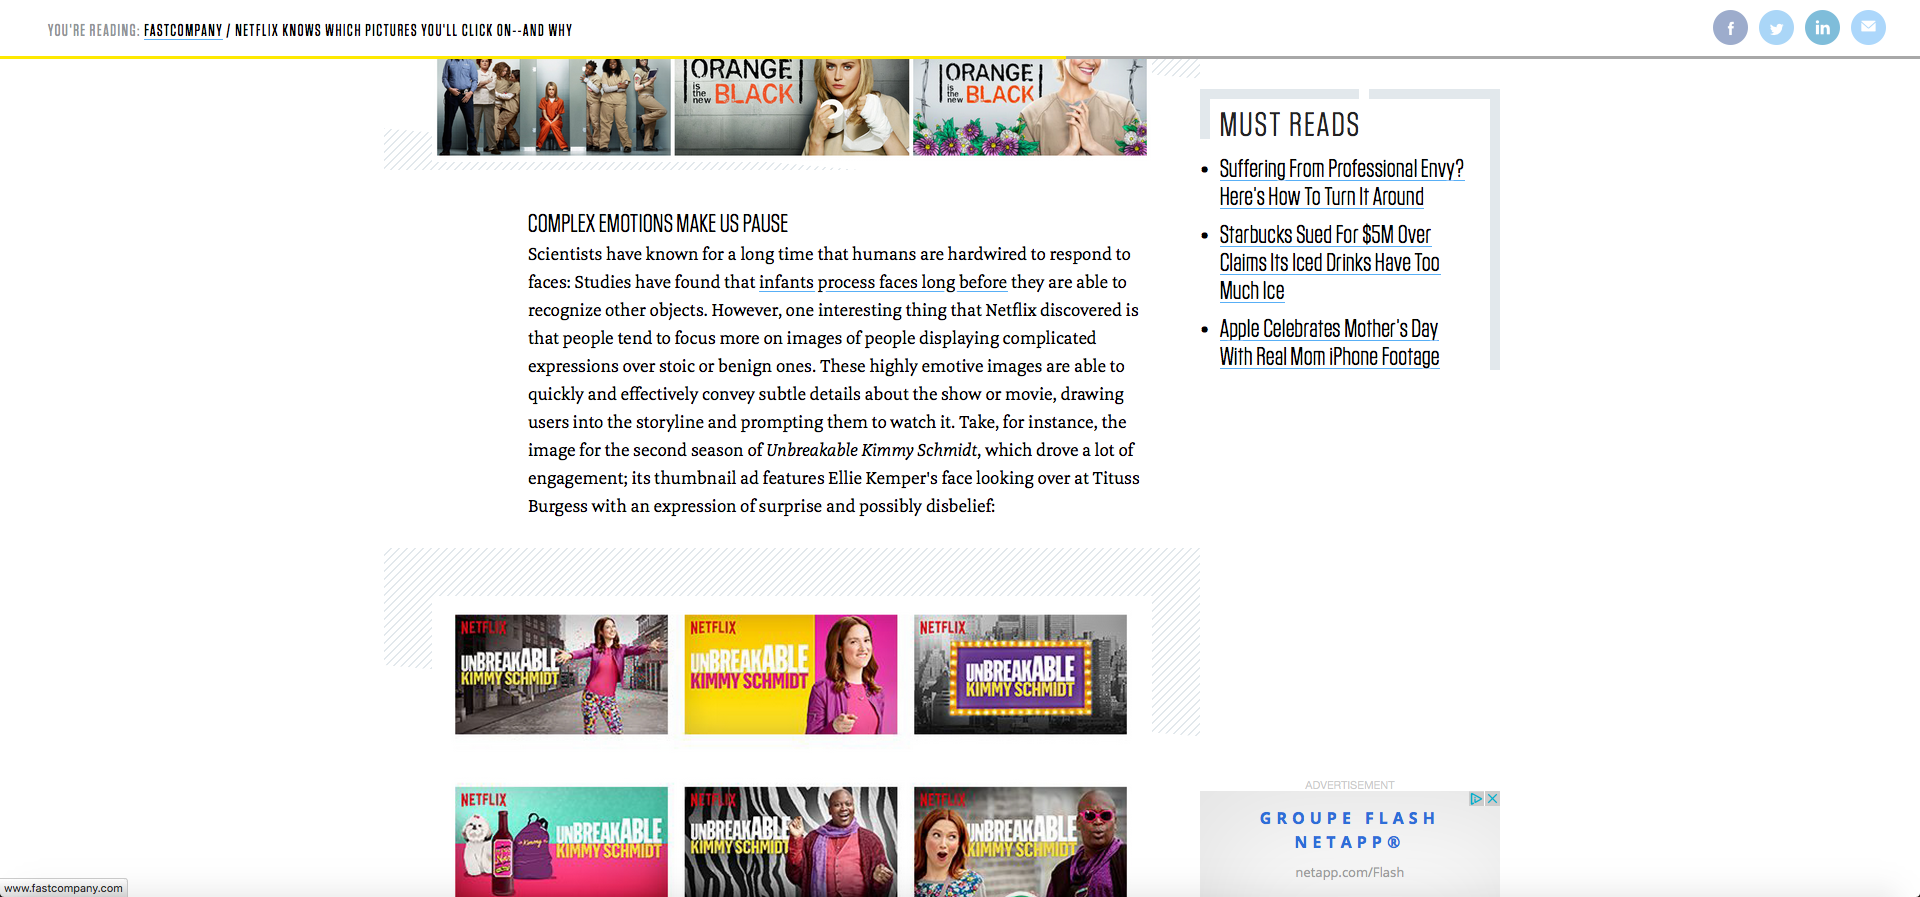 YOU'RE READING: FASTCOMPANY / NETFLIX KNOWS WHICH PICTURES YOU'LL CLICK ON--AND WHY
ORANGE
is the new BLACK
ORANGE
is the new BLACK
COMPLEX EMOTIONS MAKE US PAUSE
Scientists have known for a long time that humans are hardwired to respond to
faces: Studies have found that infants process faces long before they are able to
recognize other objects. However, one interesting thing that Netflix discovered is
that people tend to focus more on images of people displaying complicated
expressions over stoic or benign ones. These highly emotive images are able to
quickly and effectively convey subtle details about the show or movie, drawing
users into the storyline and prompting them to watch it. Take, for instance, the
image for the second season of Unbreakable Kimmy Schmidt, which drove a lot of
engagement; its thumbnail ad features Ellie Kemper's face looking over at Tituss
Burgess with an expression of surprise and possibly disbelief:
NETFLIX
UNBREAKABLE
KIMMY SCHMIDT
NETFLIX
UNBREAKABLE
KIMMY SCHMIDT
NETFLIX
UNBREAKABLE
KIMMY SCHMIDT
NETFLIX
UNBREAKABLE
KIMMY SCHMIDT
NETFLIX
UNBREAKABLE
KIMMY SCHMIDT
NETFLIX
UNBREAKABLE
KIMMY SCHMIDT
MUST READS
Suffering From Professional Envy?
Here's How To Turn It Around
Starbucks Sued For $5M Over
Claims Its Iced Drinks Have Too
Much Ice
Apple Celebrates Mother's Day
With Real Mom iPhone Footage
ADVERTISEMENT
GROUPE FLASH
NETAPP®
netapp.com/Flash
www.fastcompany.com